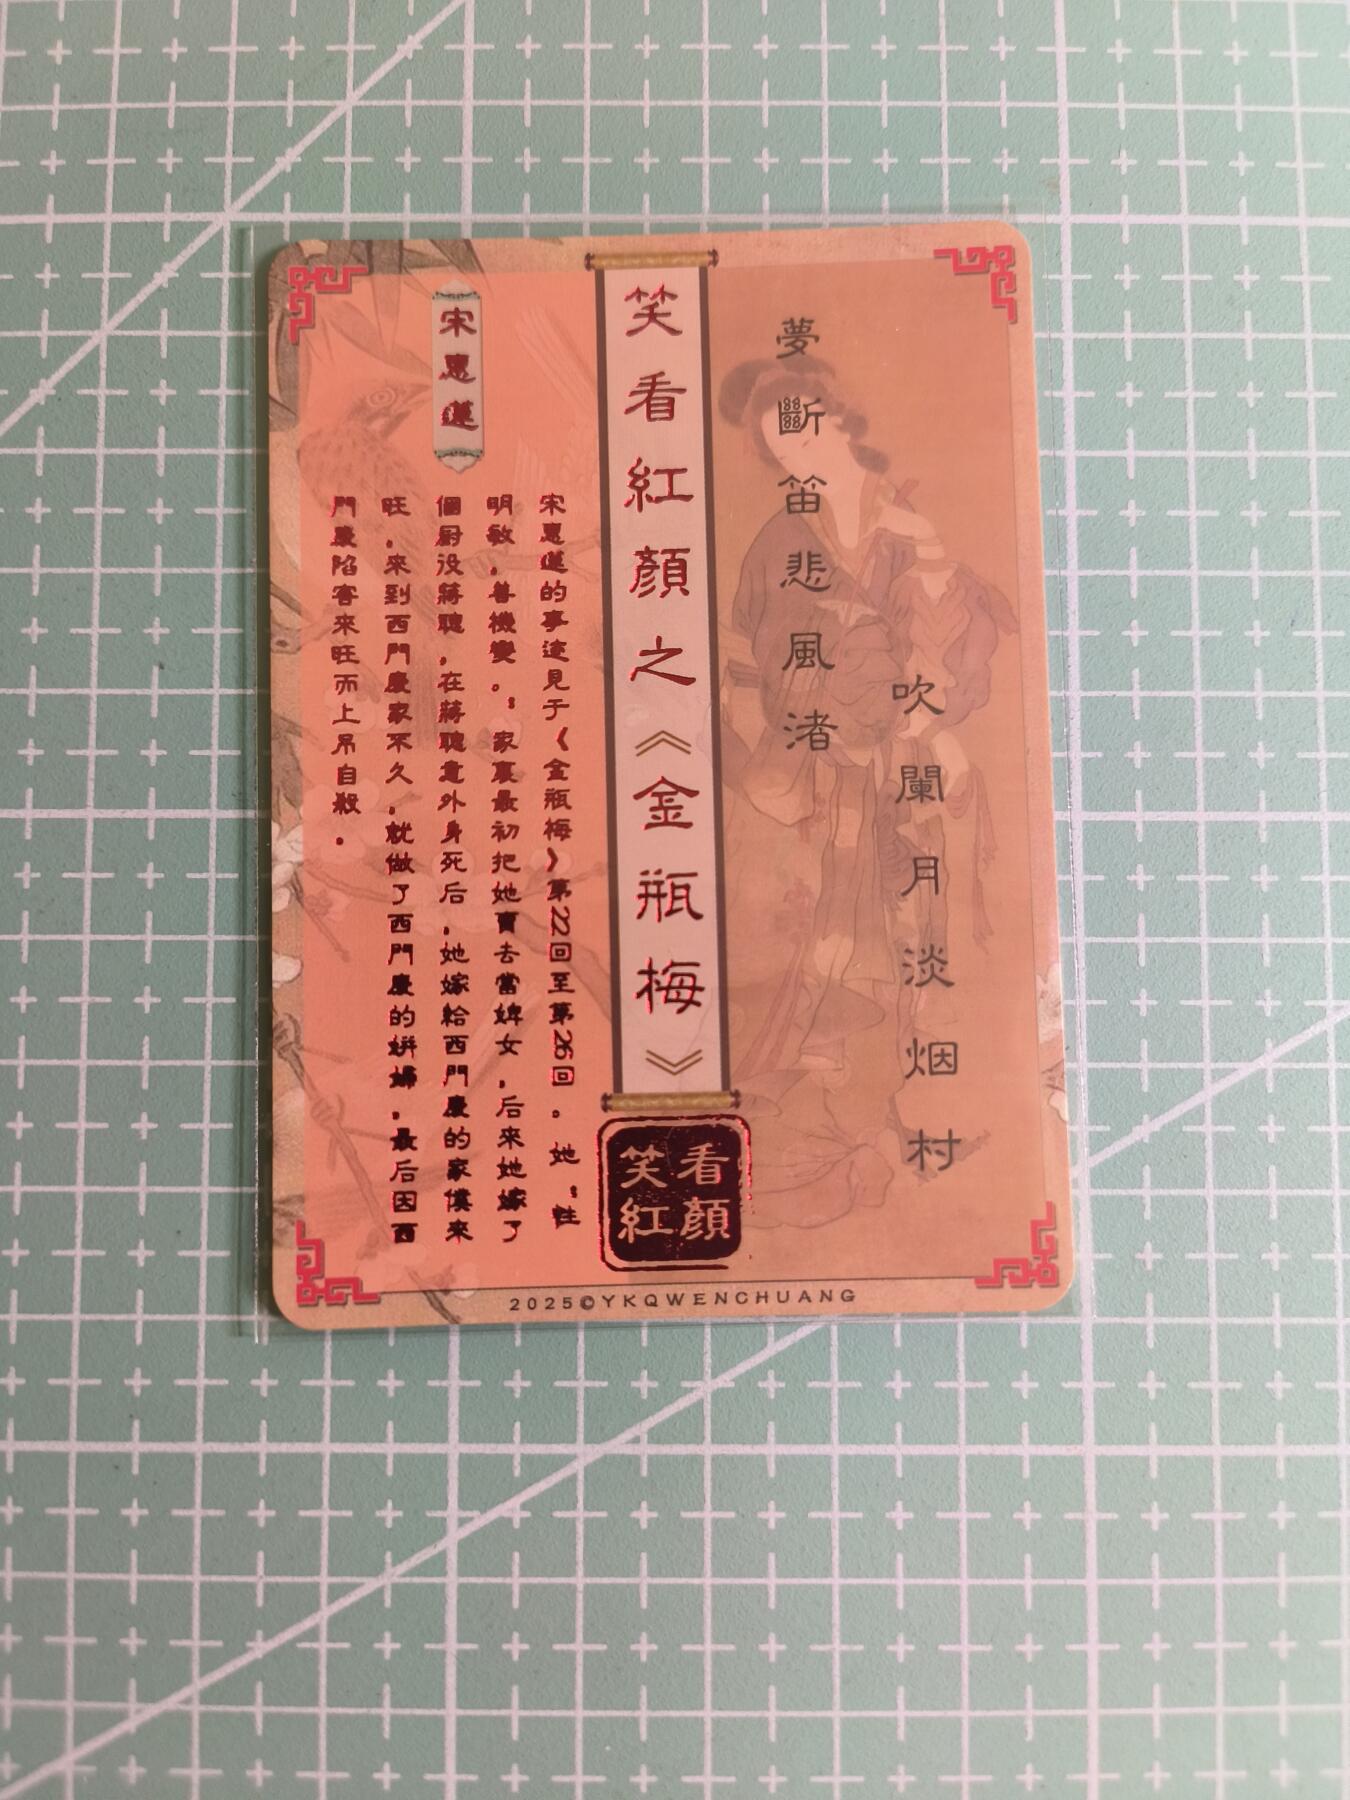 吹闌月淡烟村
夢斷笛悲風渚
笑看紅顏之《金瓶梅》
看顏
笑紅
宋惠蓮
宋惠蓮的事迹見于《金瓶梅》第22回至第26回。她:性
明敏,善機變。:家裏最初把她賣去當婢女,后來她嫁了
個厨役蔣聰,在蔣聰意外身死后,她嫁給西門慶的家僕來
旺,來到西門慶家不久,就做了西門慶的姘婦,最后因西
門慶陷害來旺而上吊自殺.
2025©YKQWENCHUANG